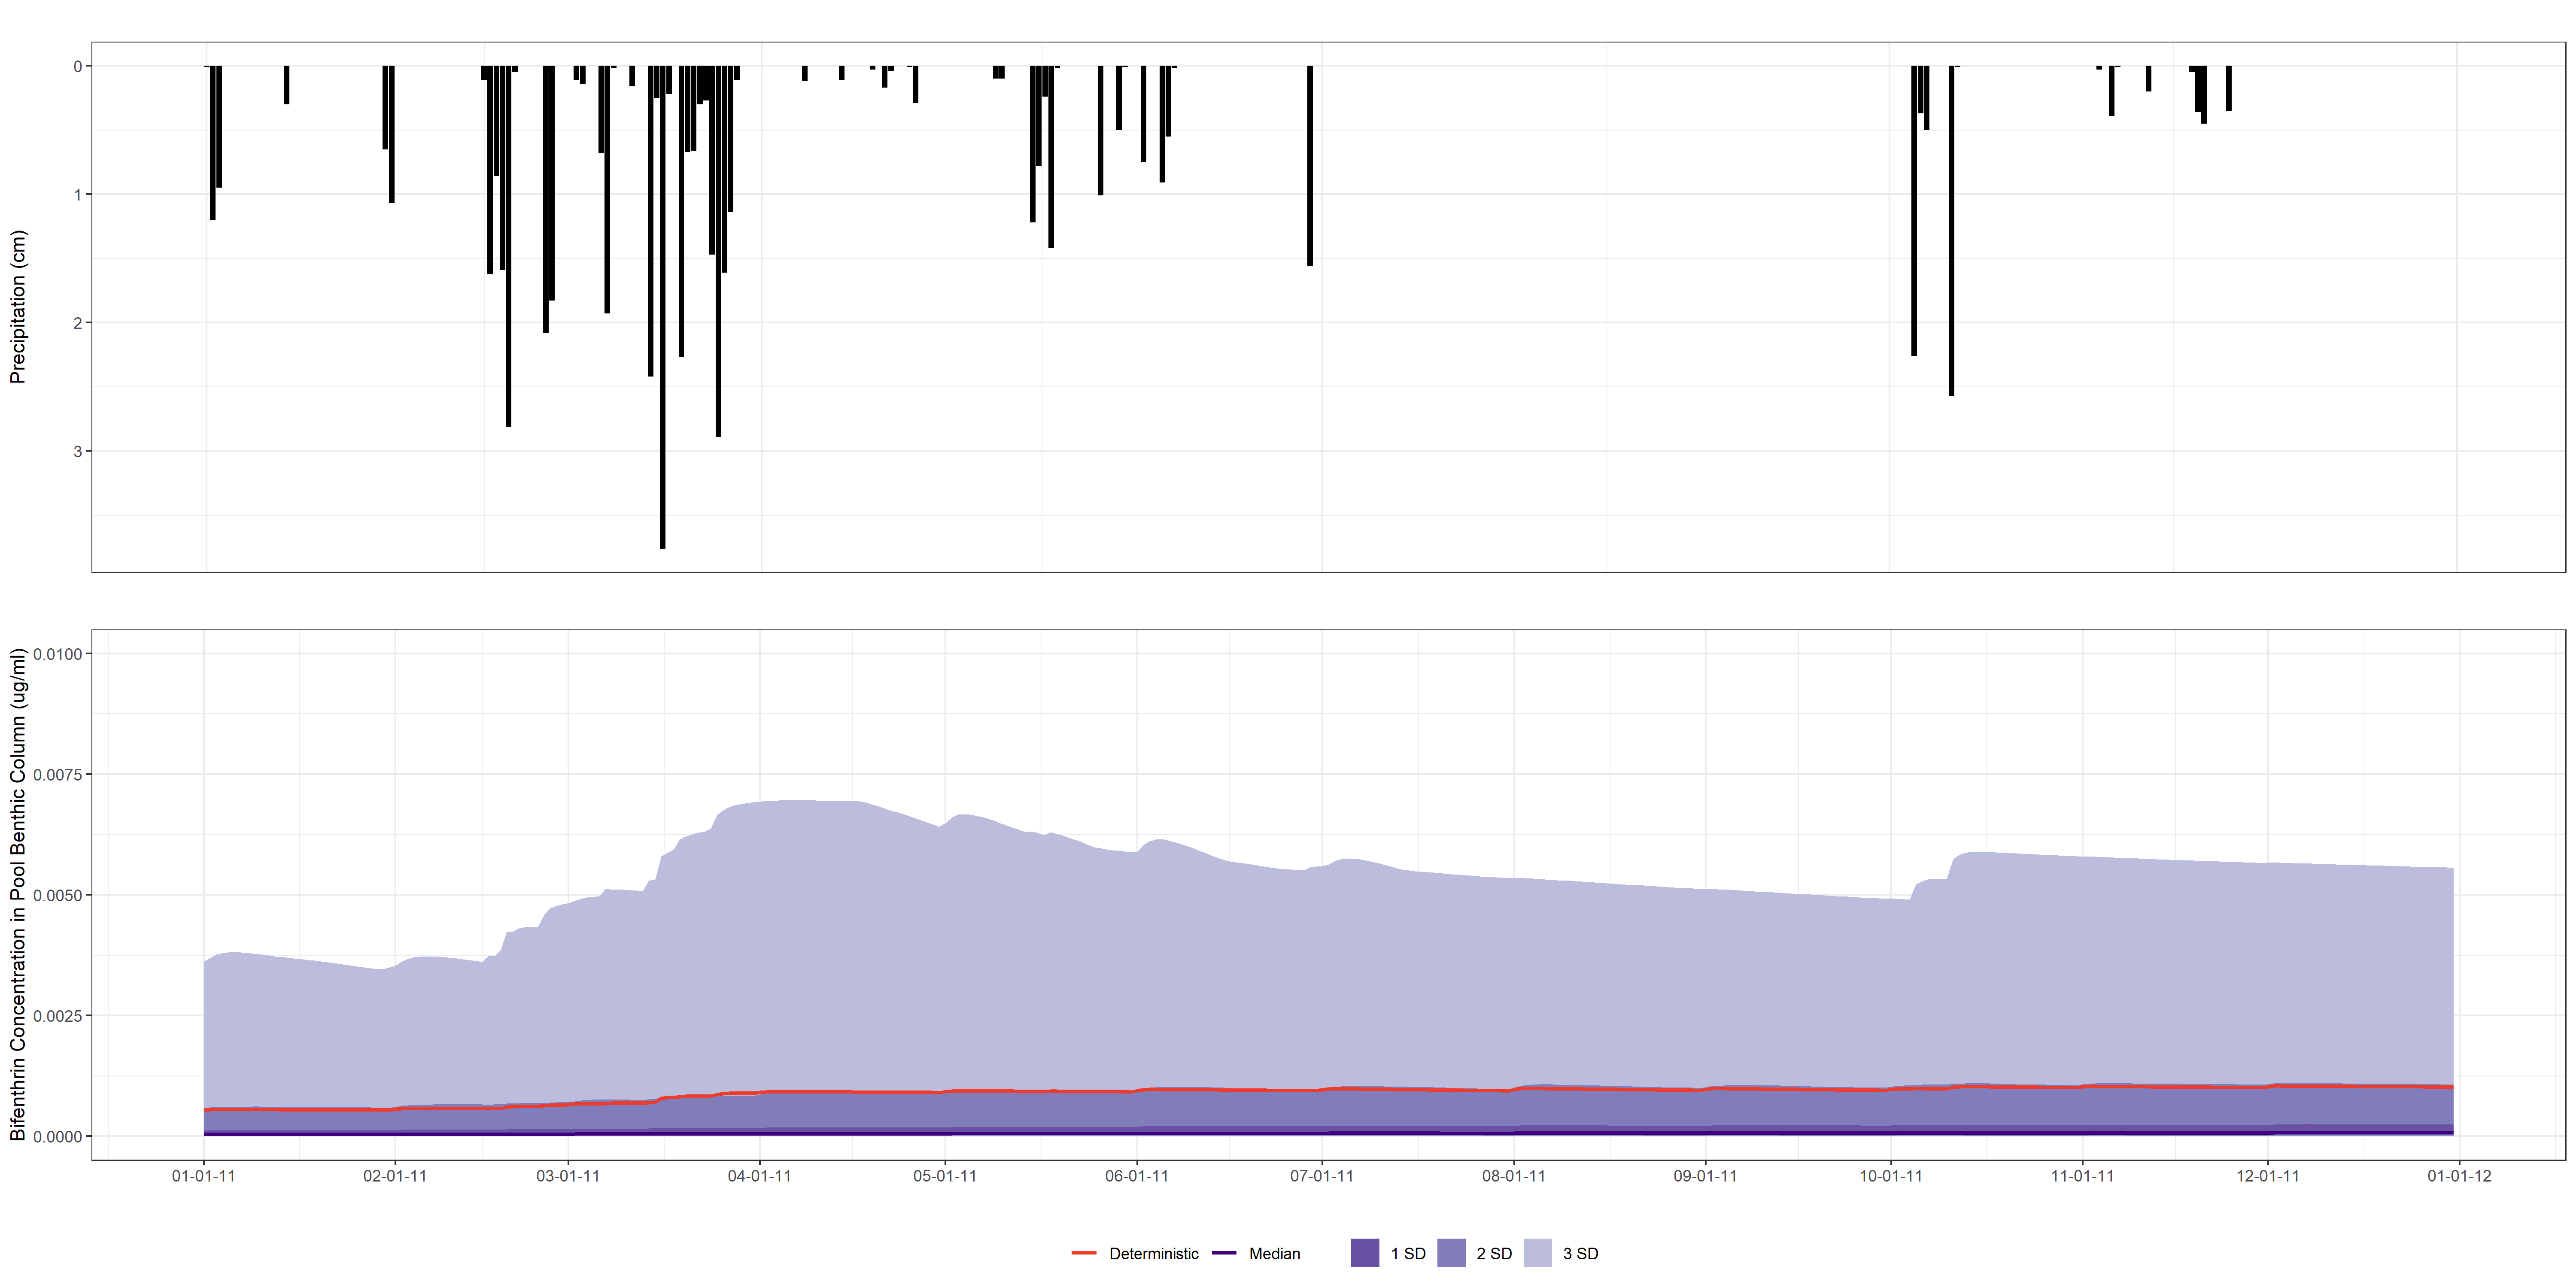 Precipitation (cm)
0
1
2
3
Bifenthrin Concentration in Pool Benthic Column (ug/ml)
0.0100
0.0075
0.0050
0.0025
0.0000
01-01-11 02-01-11 03-01-11 04-01-11 05-01-11 06-01-11 07-01-11 08-01-11 09-01-11 10-01-11 11-01-11 12-01-11 01-01-12
Deterministic Median 1 SD 2 SD 3 SD